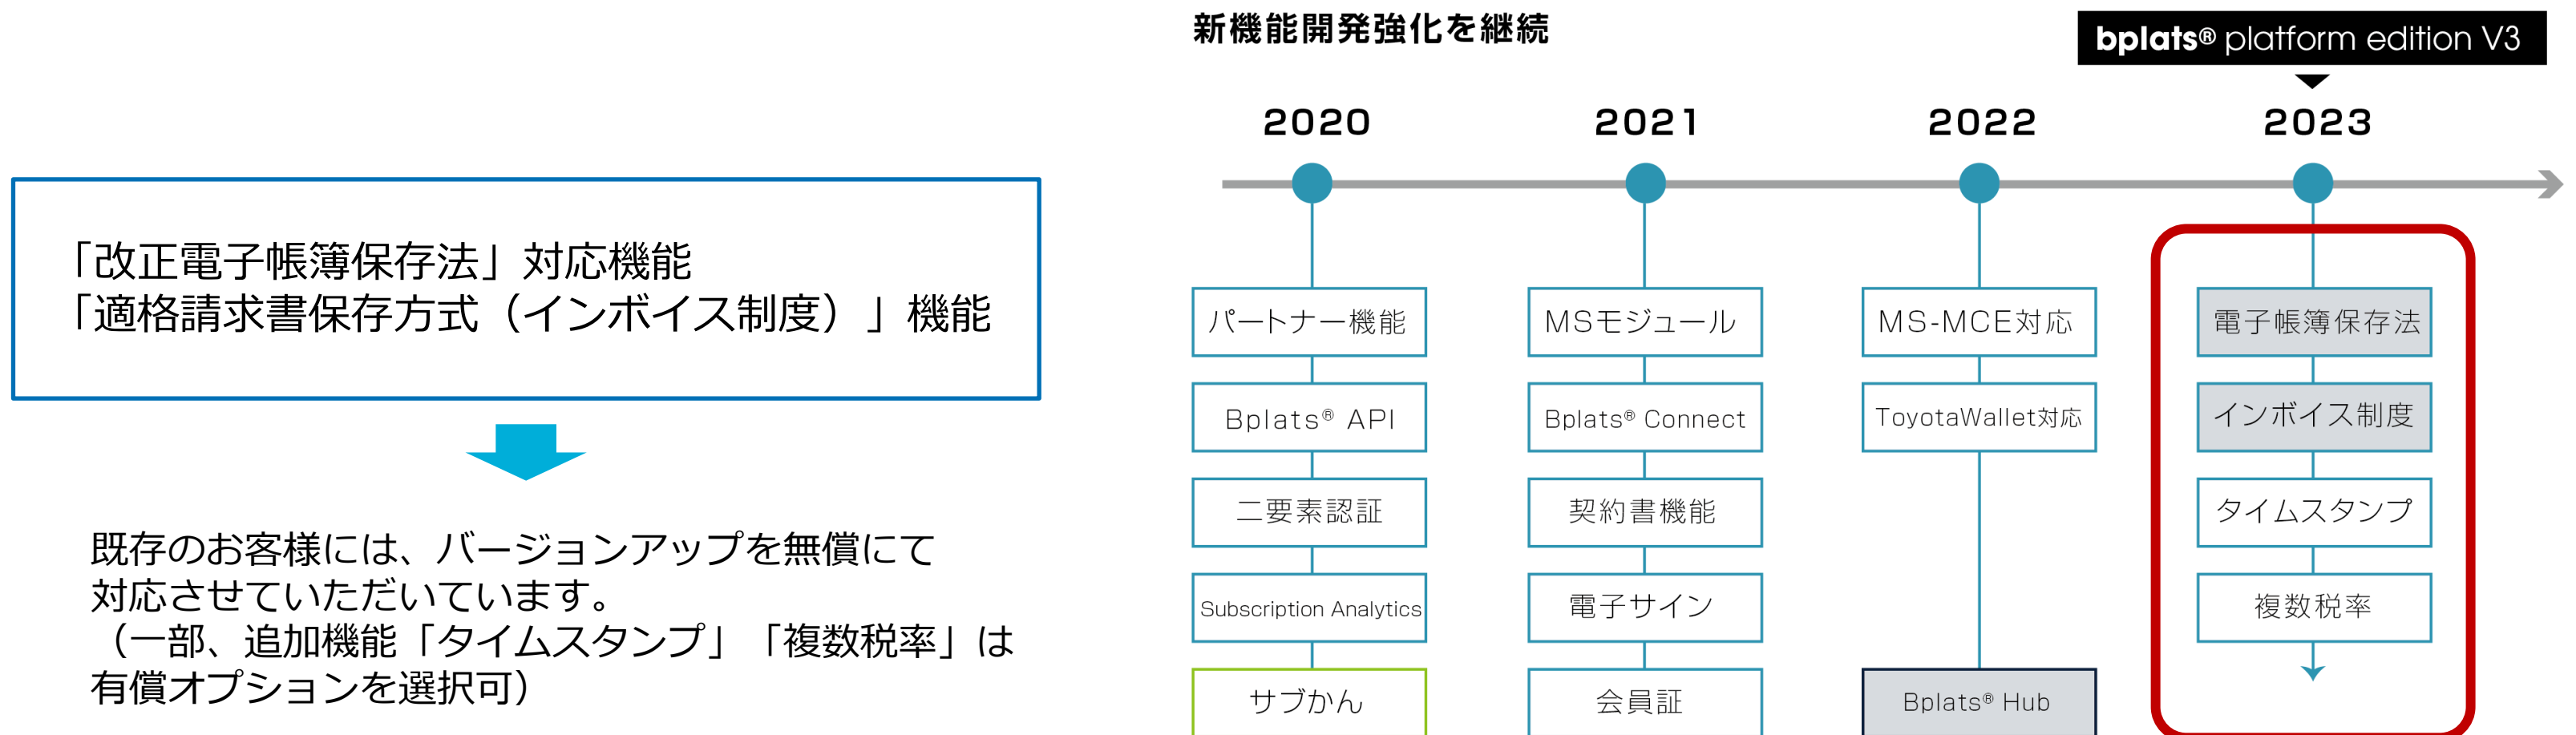 「改正電子帳簿保存法」対応機能
「適格請求書保存方式（インボイス制度）」機能
既存のお客様には、バージョンアップを無償にて
対応させていただいています。
（一部、追加機能「タイムスタンプ」「複数税率」は
有償オプションを選択可）
新機能開発強化を継続
bplats® platform edition V3
2020
2021
2022
2023
パートナー機能
Bplats® API
二要素認証
Subscription Analytics
サブかん
MSモジュール
Bplats® Connect
契約書機能
電子サイン
会員証
MS-MCE対応
ToyotaWallet対応
Bplats® Hub
電子帳簿保存法
インボイス制度
タイムスタンプ
複数税率